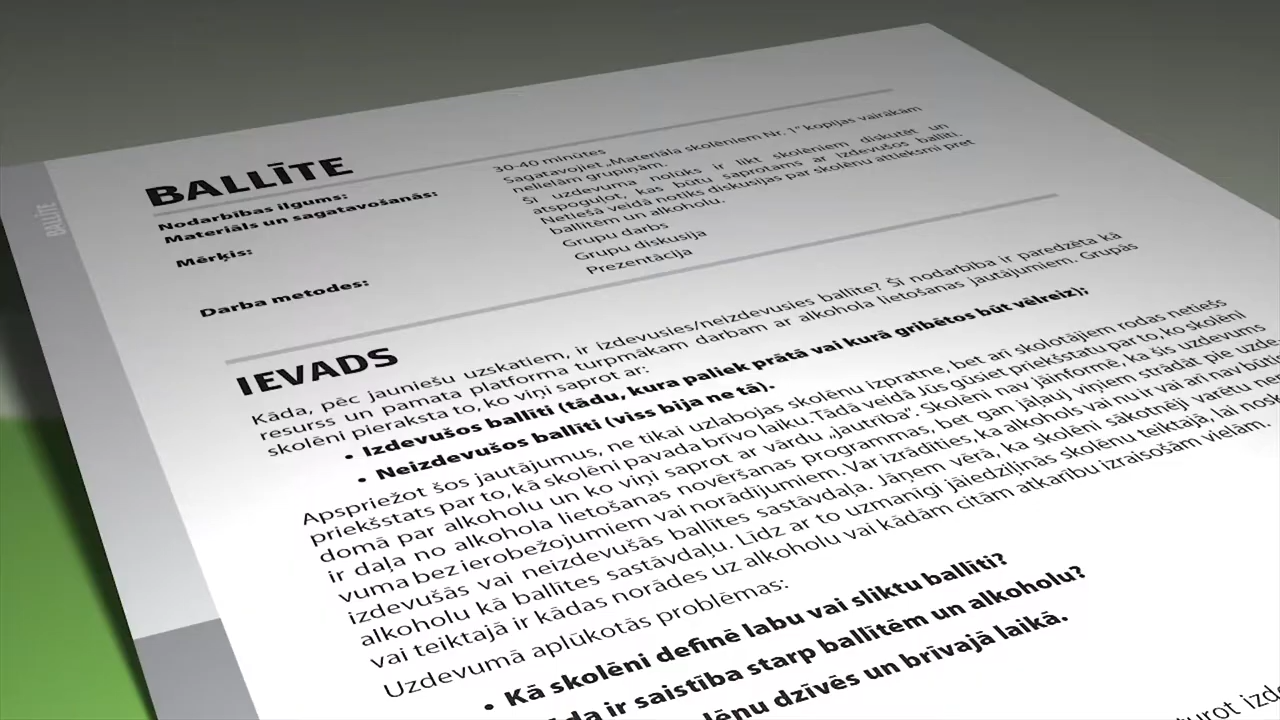 BALLĪTE
BALLĪTE
Nodarbības ilgums:
30-40 minūtes
Materiāls un sagatavošanās:
Sagatavojiet „Materiāla skolēniem Nr. 1” kopijas vairākām
nelielām grupiņām.
Mērķis:
Šī uzdevuma nolūks ir likt skolēniem diskutēt un
atspoguļot, kas būtu saprotams ar izdevušos ballīti.
Netiešā veidā notiks diskusijas par skolēnu attieksmi pret
ballītēm un alkoholu.
Darba metodes:
Grupu darbs
Grupu diskusija
Prezentācija
IEVADS
Kāda, pēc jauniešu uzskatiem, ir izdevusies/neizdevusies ballīte? Šī nodarbība ir paredzēta kā
resurss un pamata platforma turpmākam darbam ar alkohola lietošanas jautājumiem. Grupās
skolēni pieraksta to, ko viņi saprot ar:
• Izdevušos ballīti (tādu, kura paliek prātā vai kurā gribētos būt vēlreiz);
• Neizdevušos ballīti (viss bija ne tā).
Apspriežot šos jautājumus, ne tikai uzlabojas skolēnu izpratne, bet arī skolotājiem rodas netiešs
priekšstats par to, kā skolēni pavada brīvo laiku. Tādā veidā Jūs gūsiet priekšstatu par to, ko skolēni
domā par alkoholu un ko viņi saprot ar vārdu „jautrība”. Skolēni nav jāinformē, ka šis uzdevums
ir daļa no alkohola lietošanas novēršanas programmas, bet gan jāļauj viņiem strādāt pie uzde-
vuma bez ierobežojumiem vai norādījumiem. Var izrādīties, ka alkohols vai nu ir vai arī nav būti
izdevušās vai neizdevušās ballītes sastāvdaļa. Jāņem vērā, ka skolēni sākotnēji varētu ne
alkoholu kā ballītes sastāvdaļu. Līdz ar to uzmanīgi jāiedziļinās skolēnu teiktajā, lai nosk
vai teiktajā ir kādas norādes uz alkoholu vai kādām citām atkarību izraisošām vielām.
Uzdevumā aplūkotās problēmas:
• Kā skolēni definē labu vai sliktu ballīti?
da ir saistība starp ballītēm un alkoholu?
lēnu dzīvēs un brīvajā laikā.
turot izde